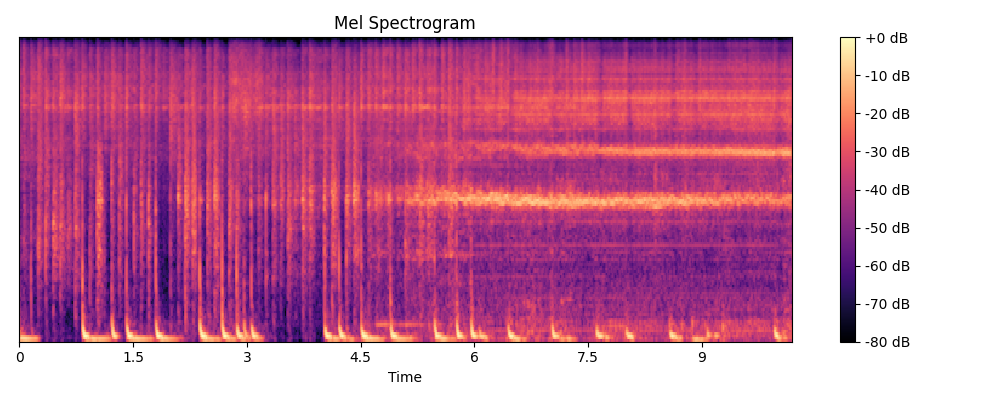 Mel Spectrogram
+0 dB
-10 dB
-20 dB
-30 dB
-40 dB
-50 dB
-60 dB
-70 dB
-80 dB
0 1.5 3 4.5 6 7.5 9
Time